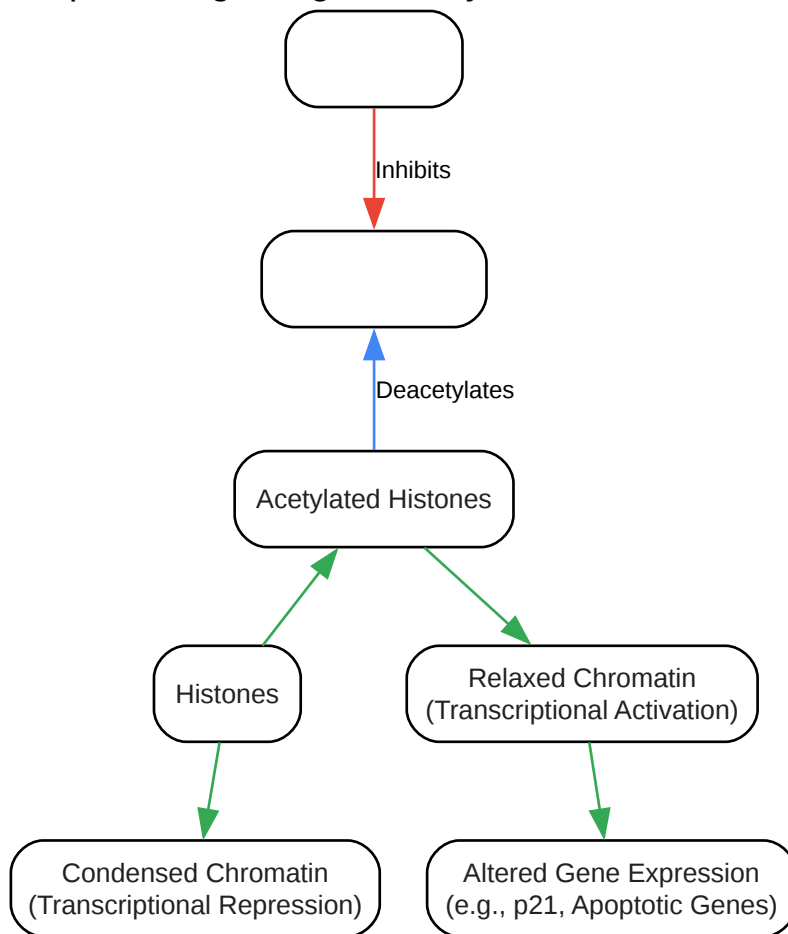 Inhibits
Deacetylates
Acetylated Histones
Histones
Relaxed Chromatin
(Transcriptional Activation)
Condensed Chromatin
(Transcriptional Repression)
Altered Gene Expression
(e.g., p21, Apoptotic Genes)